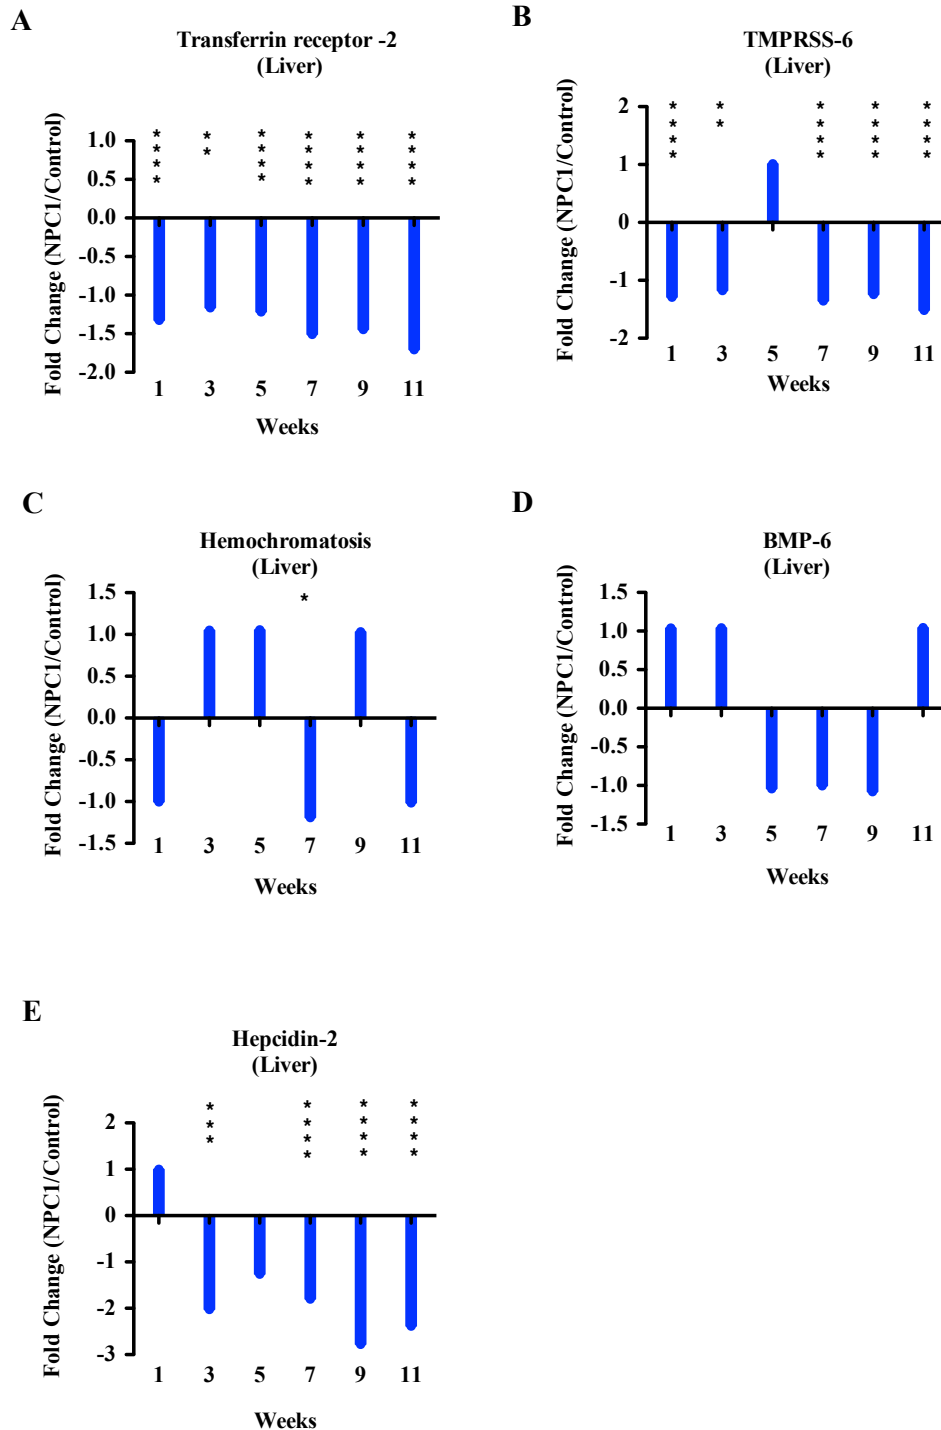 A
Transferrin receptor -2
(Liver)
Fold Change (NPC1/Control)
1.0
0.5
0.0
-0.5
-1.0
-1.5
-2.0
**** ** **** **** **** ****
1 3 5 7 9 11
Weeks
B
TMPRSS-6
(Liver)
Fold Change (NPC1/Control)
2
1
0
-1
-2
**** ** **** **** ****
1 3 5 7 9 11
Weeks
C
Hemochromatosis
(Liver)
Fold Change (NPC1/Control)
1.5
1.0
0.5
0.0
-0.5
-1.0
-1.5
*
1 3 5 7 9 11
Weeks
D
BMP-6
(Liver)
Fold Change (NPC1/Control)
1.5
1.0
0.5
0.0
-0.5
-1.0
-1.5
1 3 5 7 9 11
Weeks
E
Hepcidin-2
(Liver)
Fold Change (NPC1/Control)
2
1
0
-1
-2
-3
*** **** **** ****
1 3 5 7 9 11
Weeks